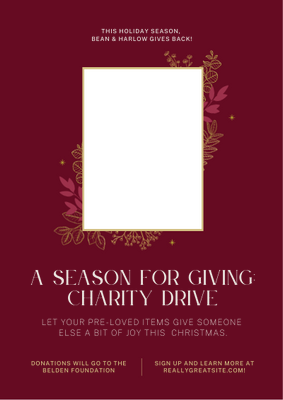 THIS HOLIDAY SEASON,
BEAN & HARLOW GIVES BACK!
A SEASON FOR GIVING:
CHARITY DRIVE
LET YOUR PRE-LOVED ITEMS GIVE SOMEONE
ELSE A BIT OF JOY THIS CHRISTMAS.
DONATIONS WILL GO TO THE
BELDEN FOUNDATION
SIGN UP AND LEARN MORE AT
REALLYGREATSITE.COM!